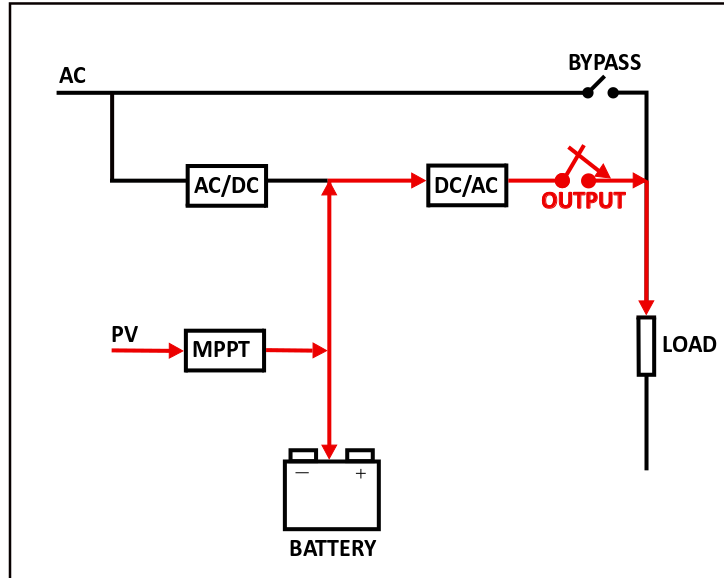 AC
BYPASS
AC/DC
DC/AC
OUTPUT
PV
MPPT
LOAD
— +
BATTERY